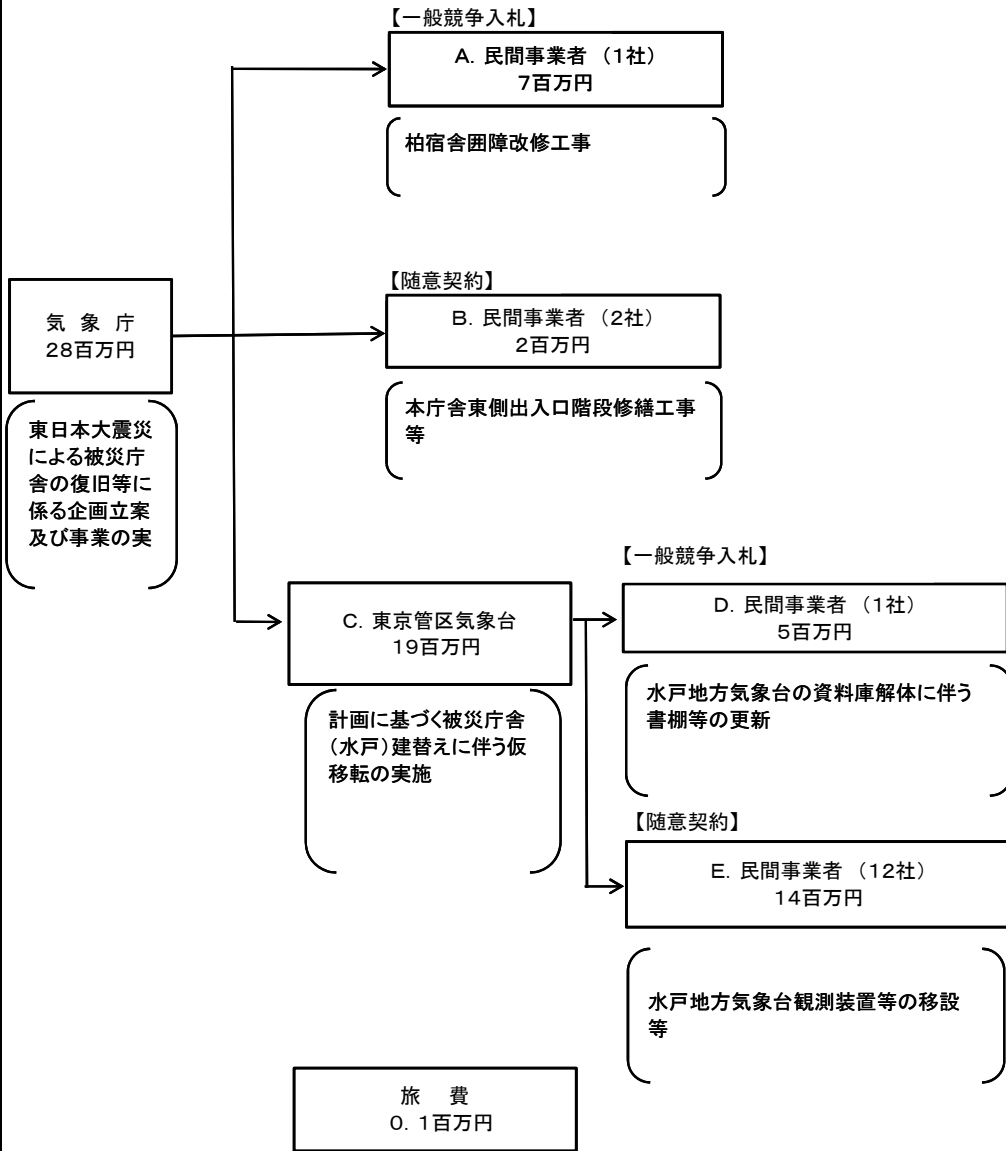 【一般競争入札】
A. 民間事業者 （1社）
7百万円
柏宿舎囲障改修工事
【随意契約】
B. 民間事業者 （2社）
2百万円
本庁舎東側出入口階段修繕工事
等
気 象 庁
28百万円
東日本大震災
による被災庁
舎の復旧等に
係る企画立案
及び事業の実
C. 東京管区気象台
19百万円
計画に基づく被災庁舎
（水戸）建替えに伴う仮
移転の実施
【一般競争入札】
D. 民間事業者 （1社）
5百万円
水戸地方気象台の資料庫解体に伴う
書棚等の更新
【随意契約】
E. 民間事業者 （12社）
14百万円
水戸地方気象台観測装置等の移設
等
旅 費
0. 1百万円